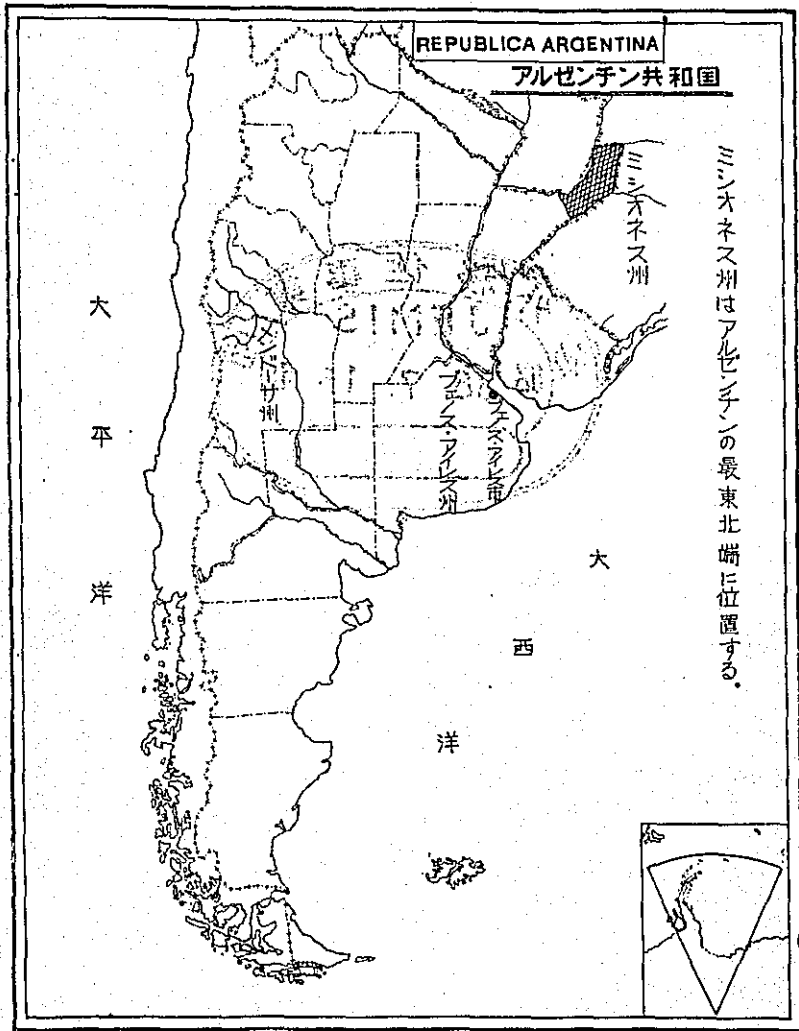 REPUBLICA ARGENTINA
アルゼンチン共和国
ミシオネス州はアルゼンチンの最東北端に位置する.
ミシオネス州
大平洋
メンドーサ州
ブェノス・アイレス州
ブェノス・アイレス市
大西洋